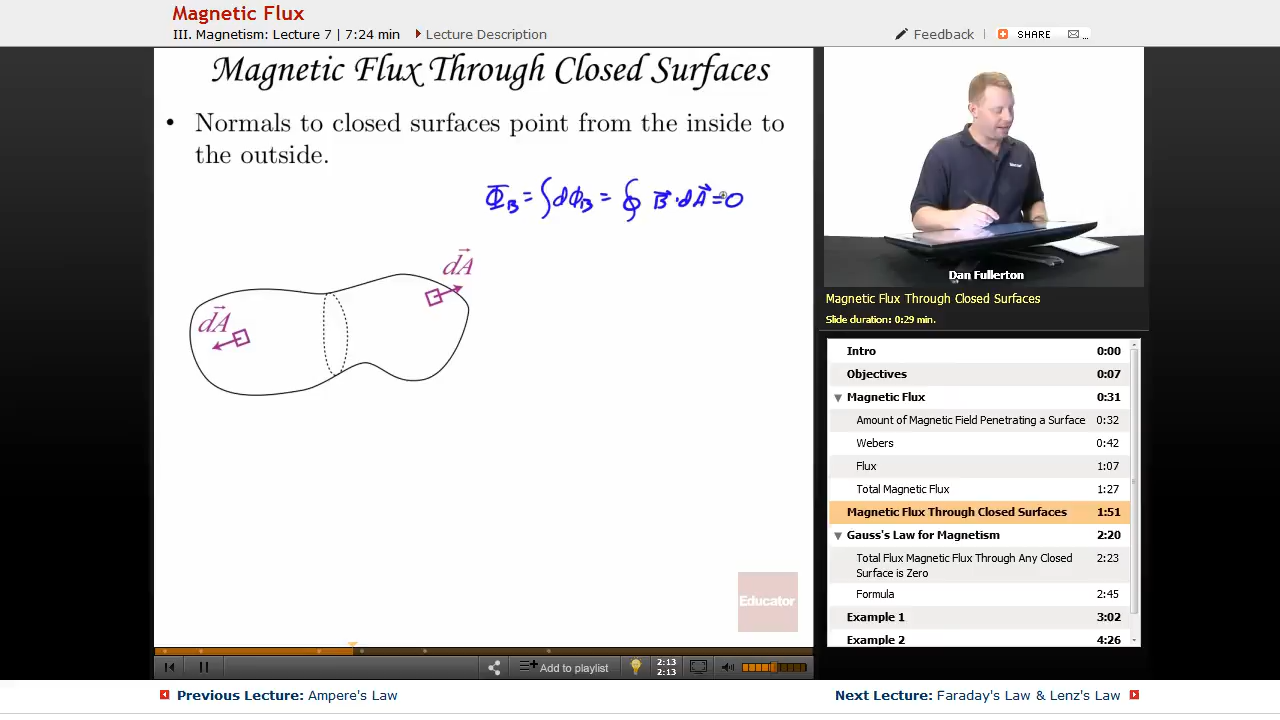 Magnetic Flux
III. Magnetism: Lecture 7 | 7:24 min
Lecture Description
Feedback
SHARE
...
Magnetic Flux Through Closed Surfaces
• Normals to closed surfaces point from the inside to
the outside.
Φ_B = ∫dϕ_B = ∮ B⃗·dA⃗ = 0
dA⃗
dA⃗
Educator
Dan Fullerton
Magnetic Flux Through Closed Surfaces
Slide duration: 0:29 min.
Intro 0:00
Objectives 0:07
Magnetic Flux 0:31
Amount of Magnetic Field Penetrating a Surface 0:32
Webers 0:42
Flux 1:07
Total Magnetic Flux 1:27
Magnetic Flux Through Closed Surfaces 1:51
Gauss's Law for Magnetism 2:20
Total Flux Magnetic Flux Through Any Closed 2:23
Surface is Zero
Formula 2:45
Example 1 3:02
Example 2 4:26
Add to playlist
2:13
2:13
Previous Lecture: Ampere's Law
Next Lecture: Faraday's Law & Lenz's Law